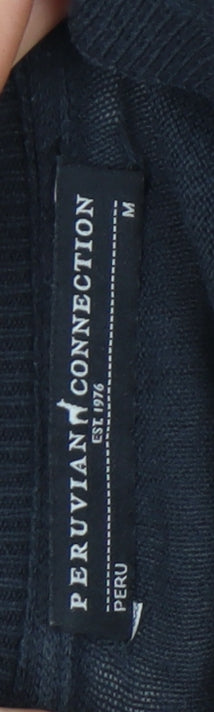 PERUVIAN CONNECTION
EST. 1976
PERU M